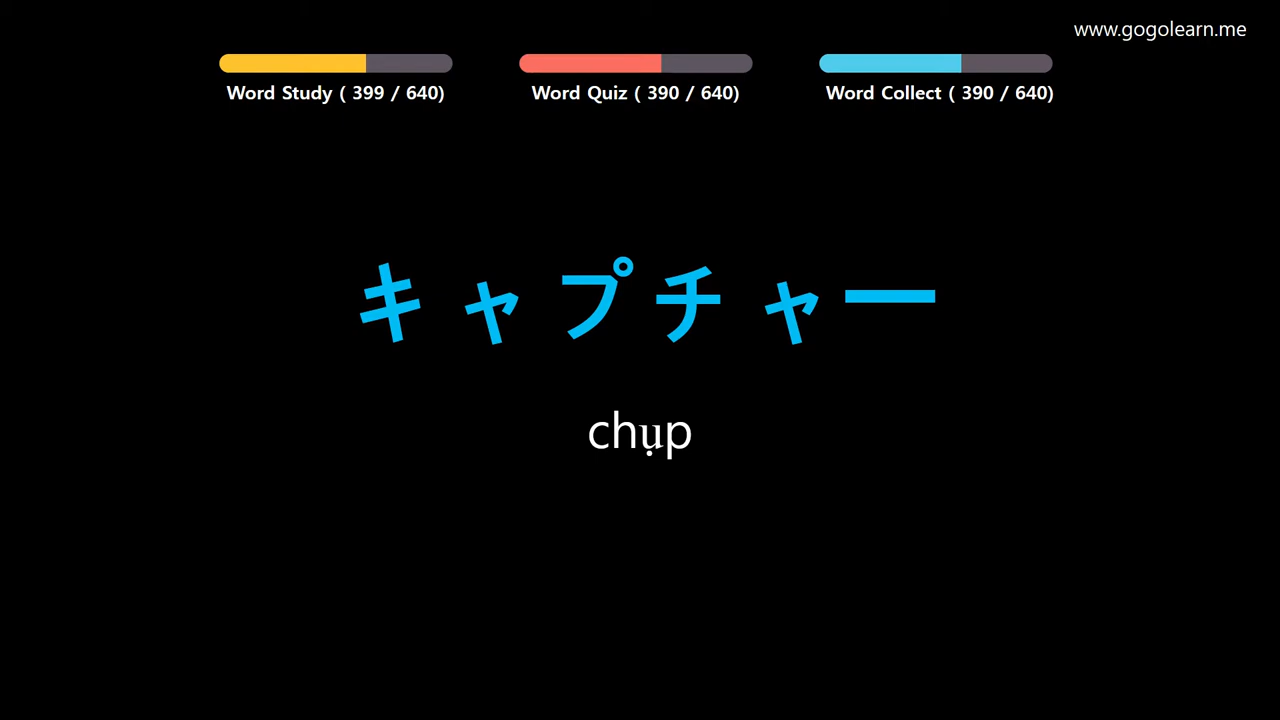 www.gogolearn.me
Word Study ( 399 / 640)
Word Quiz ( 390 / 640)
Word Collect ( 390 / 640)
キャプチャー
chụp